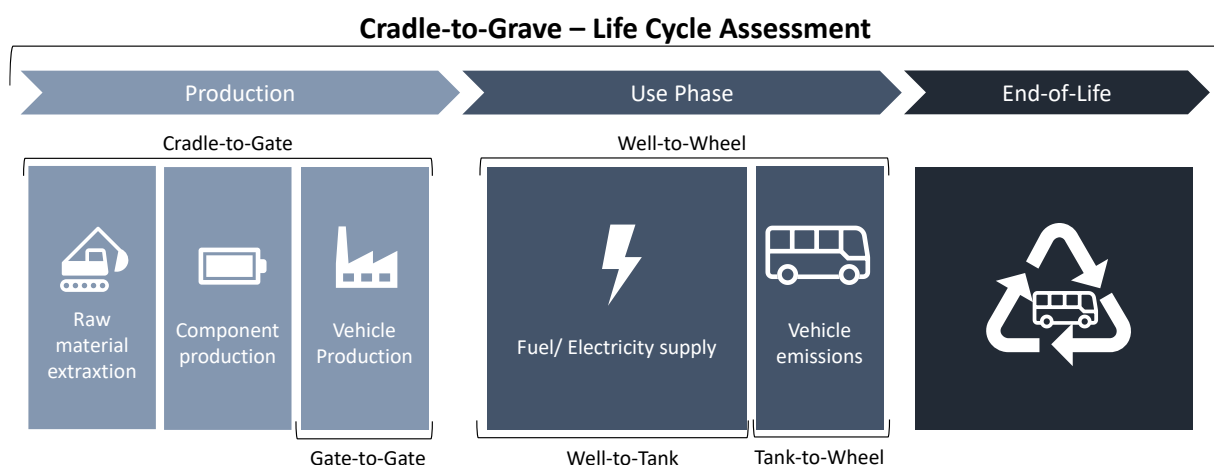 Cradle-to-Grave – Life Cycle Assessment
Production
Use Phase
End-of-Life
Cradle-to-Gate
Well-to-Wheel
Raw
material
extraxtion
Component
production
Vehicle
Production
Fuel/ Electricity supply
Vehicle
emissions
Gate-to-Gate
Well-to-Tank
Tank-to-Wheel